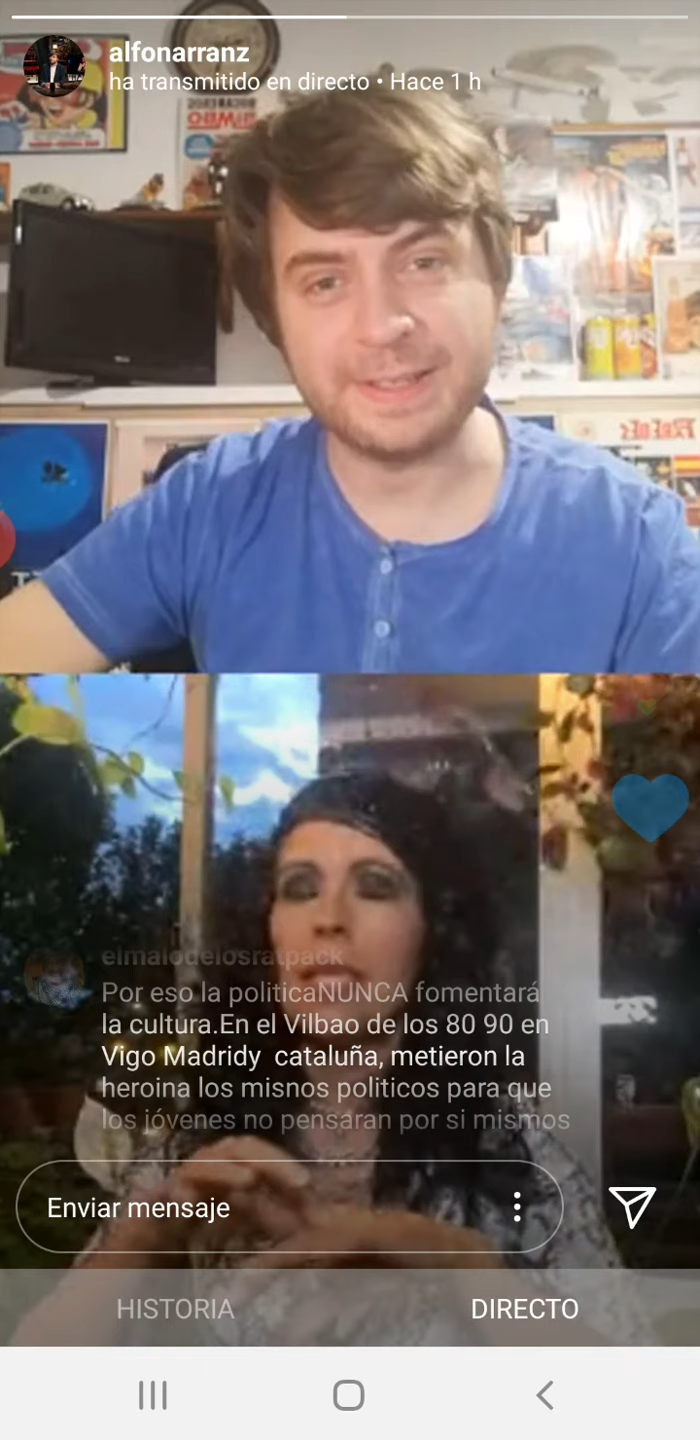 alfonarranz
ha transmitido en directo • Hace 1 h
elmalodelosratpack
Por eso la politicaNUNCA fomentará
la cultura.En el Vilbao de los 80 90 en
Vigo Madridy  cataluña, metieron la
heroina los misnos politicos para que
los jóvenes no pensaran por si mismos
Enviar mensaje
HISTORIA
DIRECTO